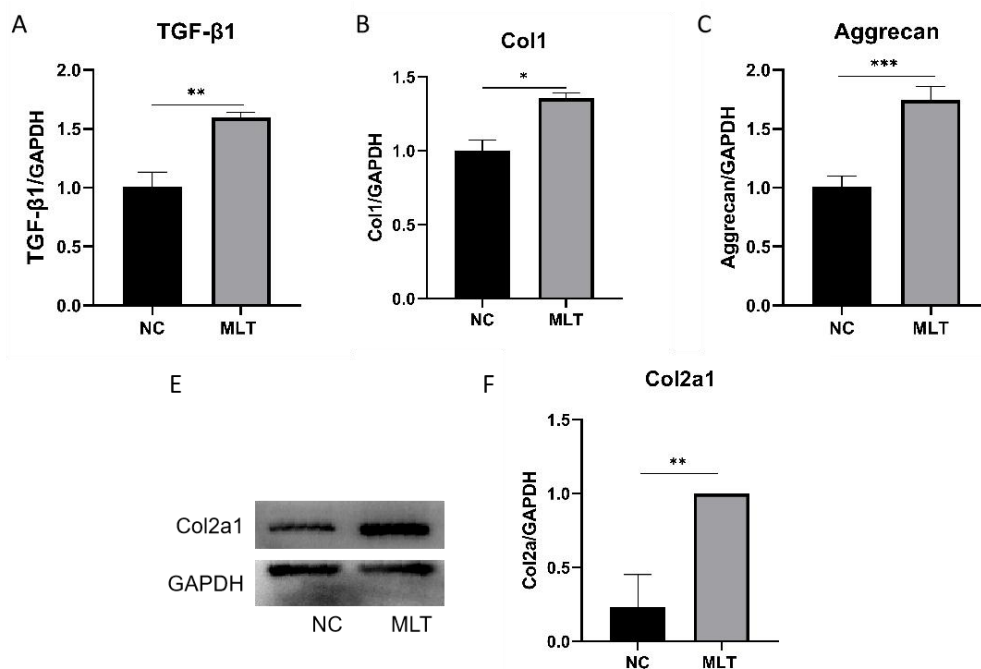 A
TGF-β1
TGF-β1/GAPDH
2.0
1.5
1.0
0.5
0.0
**
NC
MLT
B
Col1
Col1/GAPDH
1.5
1.0
0.5
0.0
*
NC
MLT
C
Aggrecan
Aggrecan/GAPDH
2.0
1.5
1.0
0.5
0.0
***
NC
MLT
E
Col2a1
GAPDH
NC
MLT
F
Col2a1
Col2a/GAPDH
1.5
1.0
0.5
0.0
**
NC
MLT